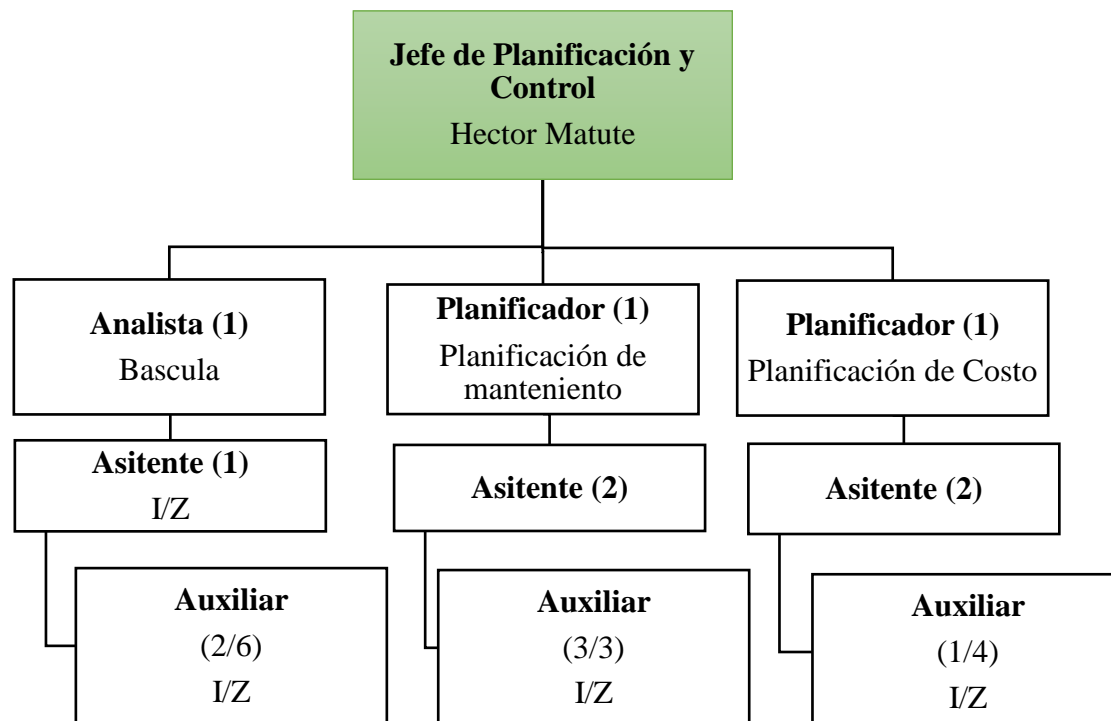 Jefe de Planificación y
Control
Hector Matute
Analista (1)
Bascula
Planificador (1)
Planificación de
manteniento
Planificador (1)
Planificación de Costo
Asitente (1)
I/Z
Asitente (2)
Asitente (2)
Auxiliar
(2/6)
I/Z
Auxiliar
(3/3)
I/Z
Auxiliar
(1/4)
I/Z